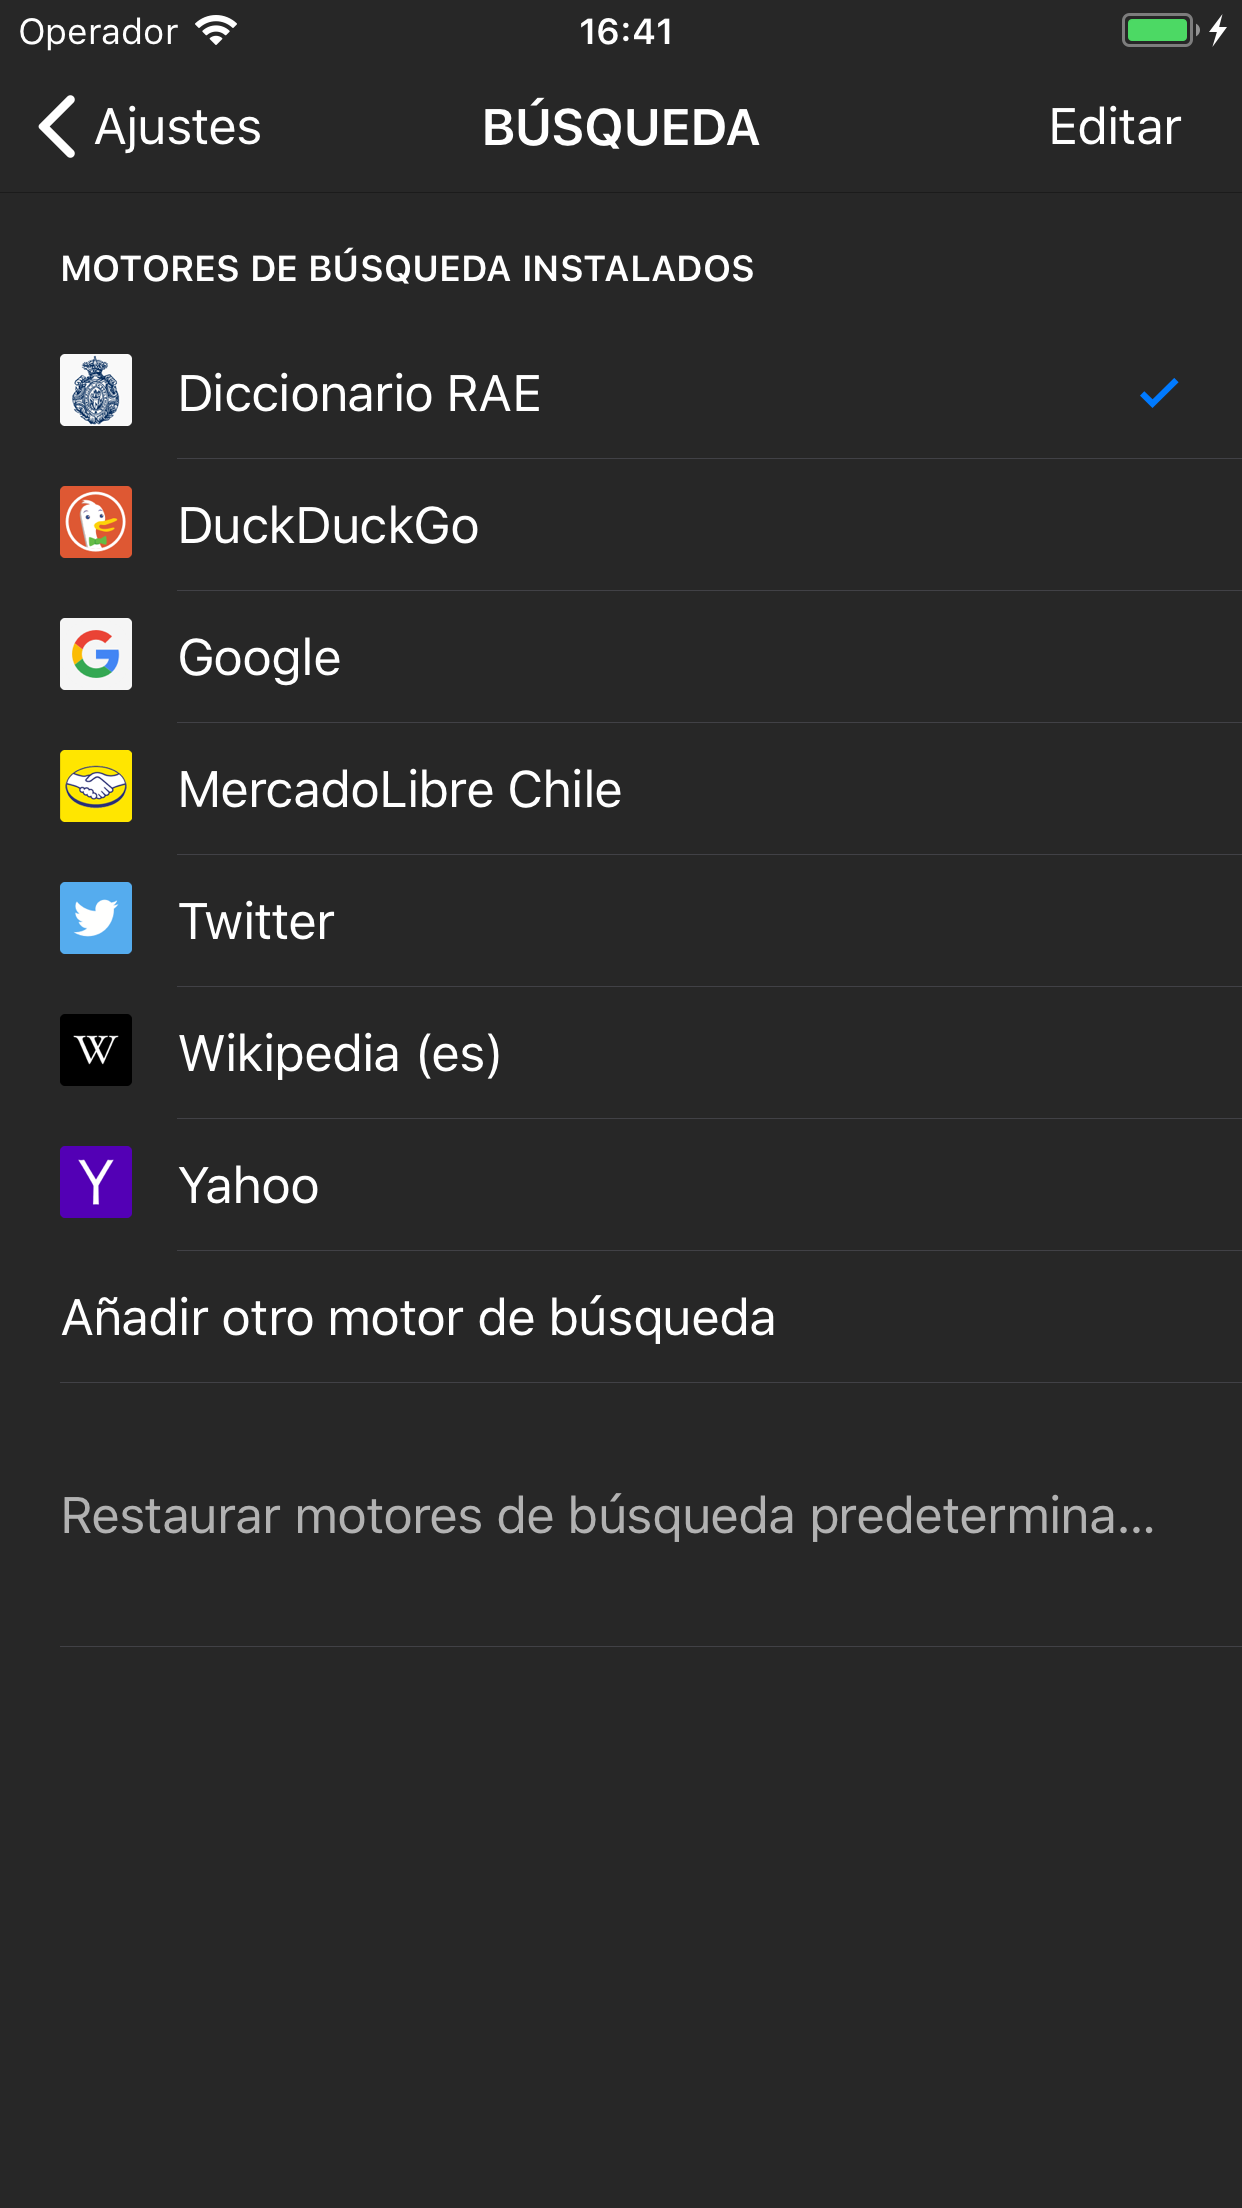 Operador 16:41
Ajustes BÚSQUEDA Editar
MOTORES DE BÚSQUEDA INSTALADOS
Diccionario RAE
DuckDuckGo
Google
MercadoLibre Chile
Twitter
W Wikipedia (es)
Y Yahoo
Añadir otro motor de búsqueda
Restaurar motores de búsqueda predetermina...